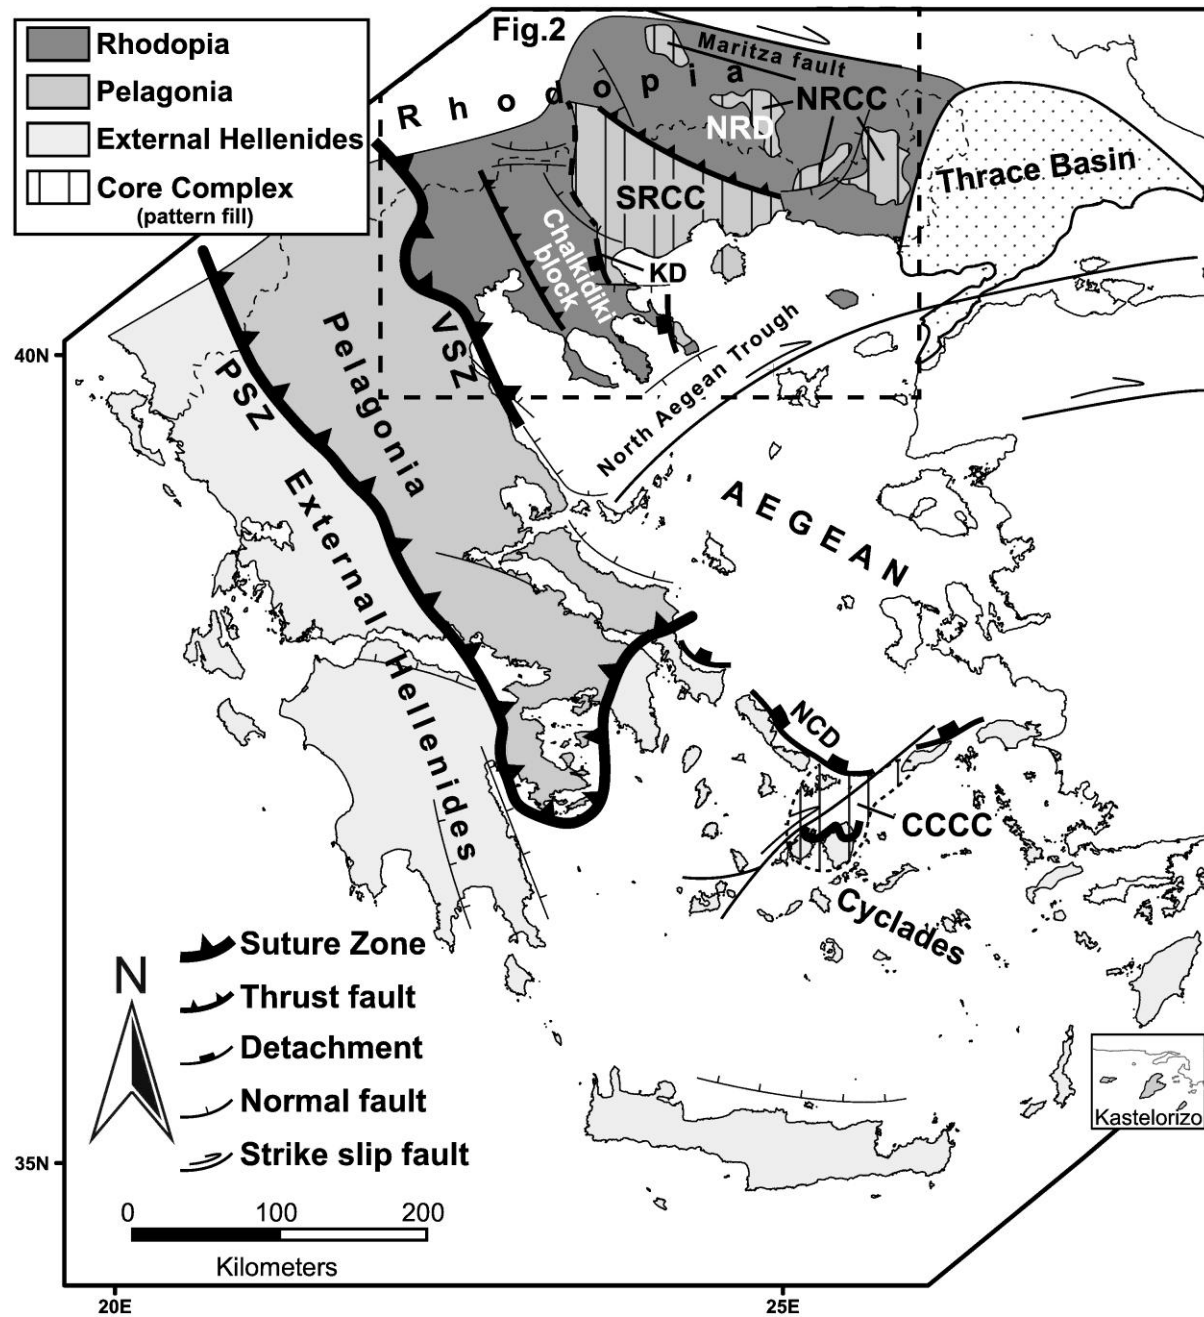 Rhodopia
Pelagonia
External Hellenides
Core Complex
(pattern fill)
Fig.2
Maritza fault
Rhodopia
NRCC
NRD
Thrace Basin
SRCC
Chalkidiki
block
KD
VSZ
North Aegean Trough
40N
PSZ
Pelagonia
External Hellenides
AEGEAN
NCD
CCCC
Cyclades
N
Suture Zone
Thrust fault
Detachment
Normal fault
Strike slip fault
Kastelorizo
35N
0 100 200
Kilometers
20E 25E